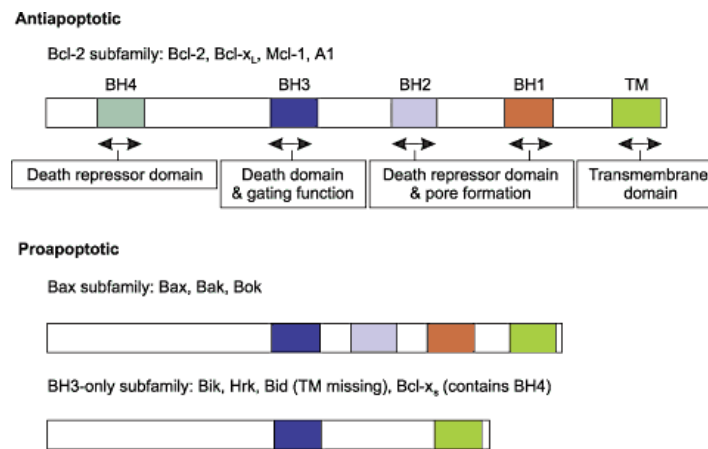 Antiapoptotic
Bcl-2 subfamily: Bcl-2, Bcl-xL, Mcl-1, A1
BH4 BH3 BH2 BH1 TM
Death repressor domain
Death domain & gating function
Death repressor domain & pore formation
Transmembrane domain
Proapoptotic
Bax subfamily: Bax, Bak, Bok
BH3-only subfamily: Bik, Hrk, Bid (TM missing), Bcl-xs (contains BH4)